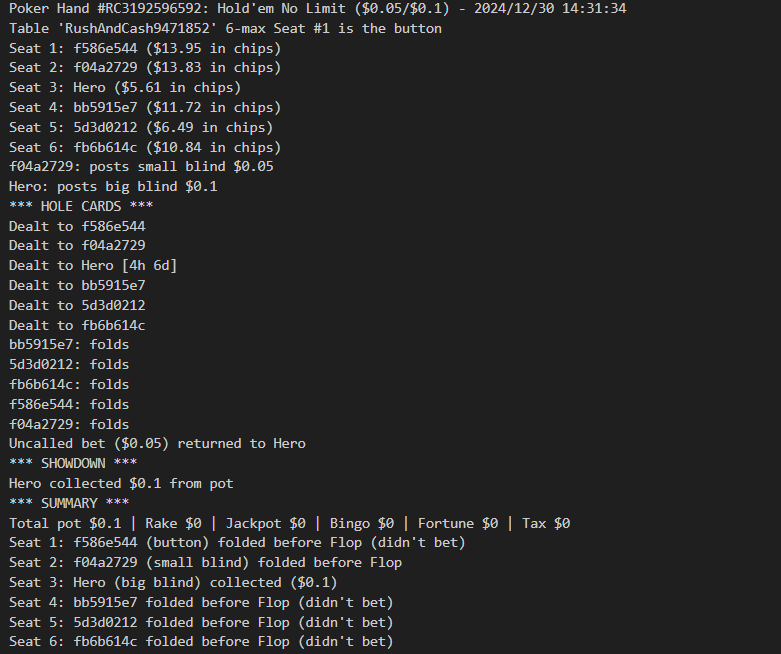 Poker Hand #RC3192596592: Hold'em No Limit ($0.05/$0.1) - 2024/12/30 14:31:34
Table 'RushAndCash9471852' 6-max Seat #1 is the button
Seat 1: f586e544 ($13.95 in chips)
Seat 2: f04a2729 ($13.83 in chips)
Seat 3: Hero ($5.61 in chips)
Seat 4: bb5915e7 ($11.72 in chips)
Seat 5: 5d3d0212 ($6.49 in chips)
Seat 6: fb6b614c ($10.84 in chips)
f04a2729: posts small blind $0.05
Hero: posts big blind $0.1
*** HOLE CARDS ***
Dealt to f586e544
Dealt to f04a2729
Dealt to Hero [4h 6d]
Dealt to bb5915e7
Dealt to 5d3d0212
Dealt to fb6b614c
bb5915e7: folds
5d3d0212: folds
fb6b614c: folds
f586e544: folds
f04a2729: folds
Uncalled bet ($0.05) returned to Hero
*** SHOWDOWN ***
Hero collected $0.1 from pot
*** SUMMARY ***
Total pot $0.1 | Rake $0 | Jackpot $0 | Bingo $0 | Fortune $0 | Tax $0
Seat 1: f586e544 (button) folded before Flop (didn't bet)
Seat 2: f04a2729 (small blind) folded before Flop
Seat 3: Hero (big blind) collected ($0.1)
Seat 4: bb5915e7 folded before Flop (didn't bet)
Seat 5: 5d3d0212 folded before Flop (didn't bet)
Seat 6: fb6b614c folded before Flop (didn't bet)